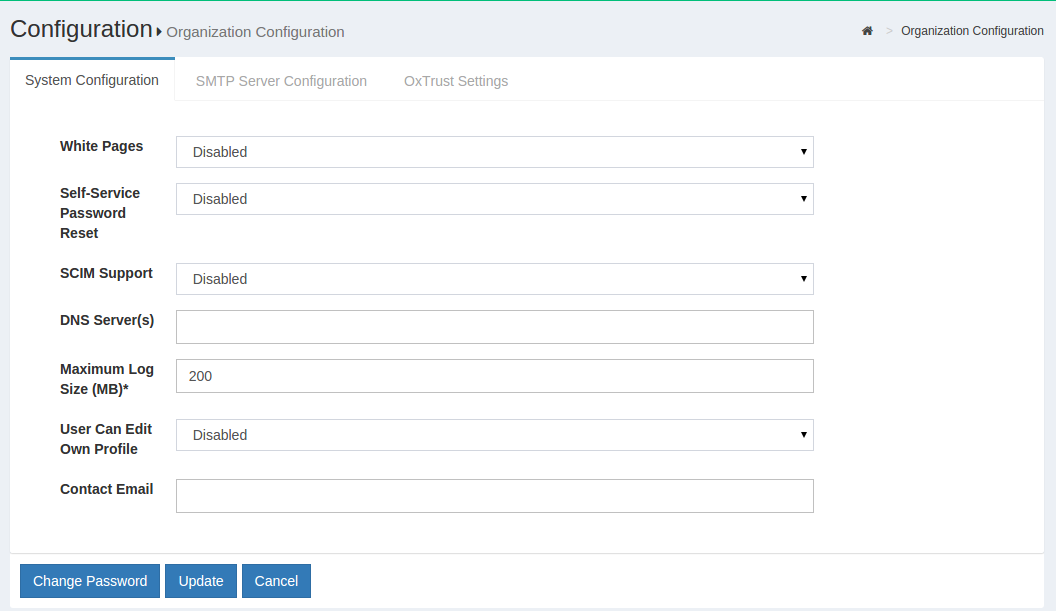 Configuration Organization Configuration
> Organization Configuration
System Configuration SMTP Server Configuration OxTrust Settings
White Pages Disabled
Self-Service Disabled
Password
Reset
SCIM Support Disabled
DNS Server(s)
Maximum Log 200
Size (MB)*
User Can Edit Disabled
Own Profile
Contact Email
Change Password Update Cancel